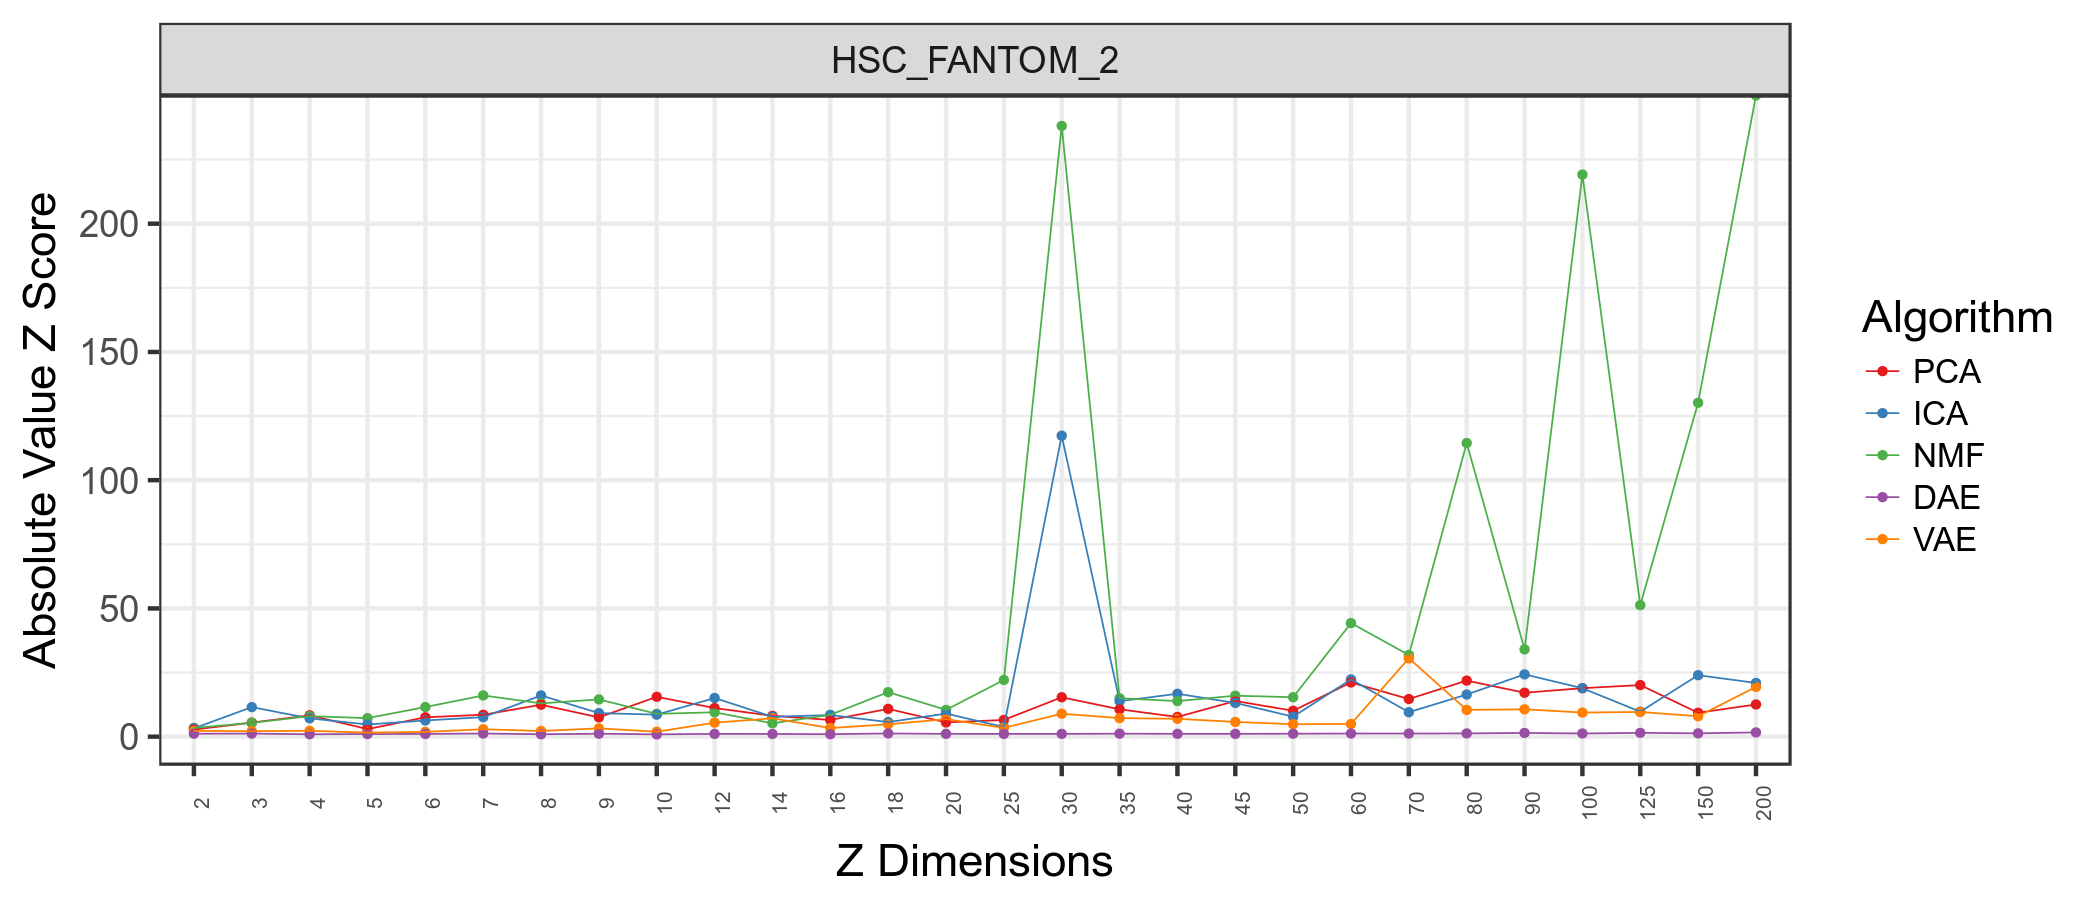 HSC_FANTOM_2
Absolute Value Z Score
200
150
100
50
0
2 3 4 5 6 7 8 9 10 12 14 16 18 20 25 30 35 40 45 50 60 70 80 90 100 125 150 200
Z Dimensions
Algorithm
PCA
ICA
NMF
DAE
VAE